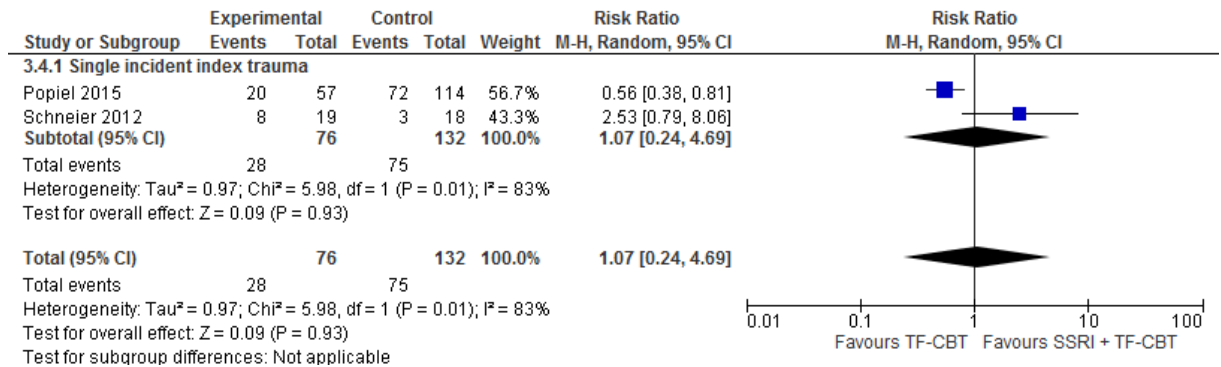 Experimental Control Risk Ratio Risk Ratio
Study or Subgroup Events Total Events Total Weight M-H, Random, 95% CI M-H, Random, 95% CI
3.4.1 Single incident index trauma
Popiel 2015 20 57 72 114 56.7% 0.56 [0.38, 0.81]
Schneier 2012 8 19 3 18 43.3% 2.53 [0.79, 8.06]
Subtotal (95% CI) 76 132 100.0% 1.07 [0.24, 4.69]
Total events 28 75
Heterogeneity: Tau² = 0.97; Chi² = 5.98, df = 1 (P = 0.01); I² = 83%
Test for overall effect: Z = 0.09 (P = 0.93)
Total (95% CI) 76 132 100.0% 1.07 [0.24, 4.69]
Total events 28 75
Heterogeneity: Tau² = 0.97; Chi² = 5.98, df = 1 (P = 0.01); I² = 83%
Test for overall effect: Z = 0.09 (P = 0.93)
Test for subgroup differences: Not applicable
0.01 0.1 1 10 100
Favours TF-CBT Favours SSRI + TF-CBT